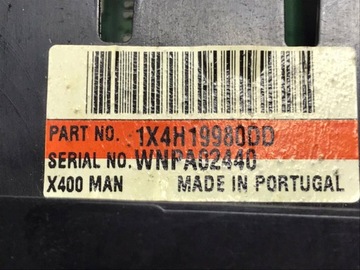 PART NO. 1X4H19980DD
SERIAL NO. WNPA02440
X400 MAN MADE IN PORTUGAL